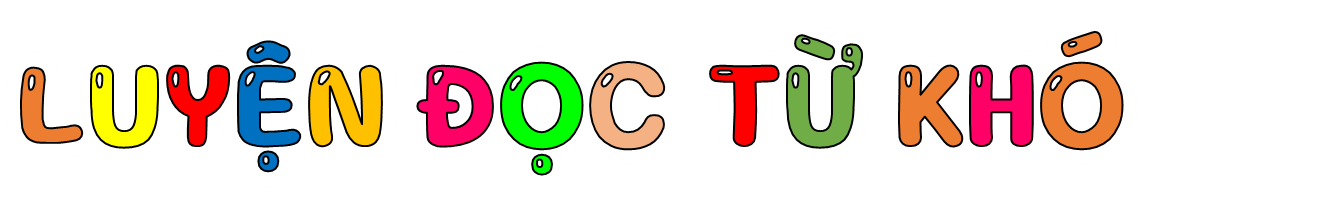 LUYỆN ĐỌC TỪ KHÓ